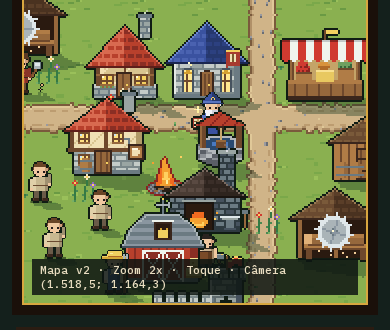 Mapa v2 · Zoom 2x · Toque · Câmera
(1.518,5; 1.164,3)